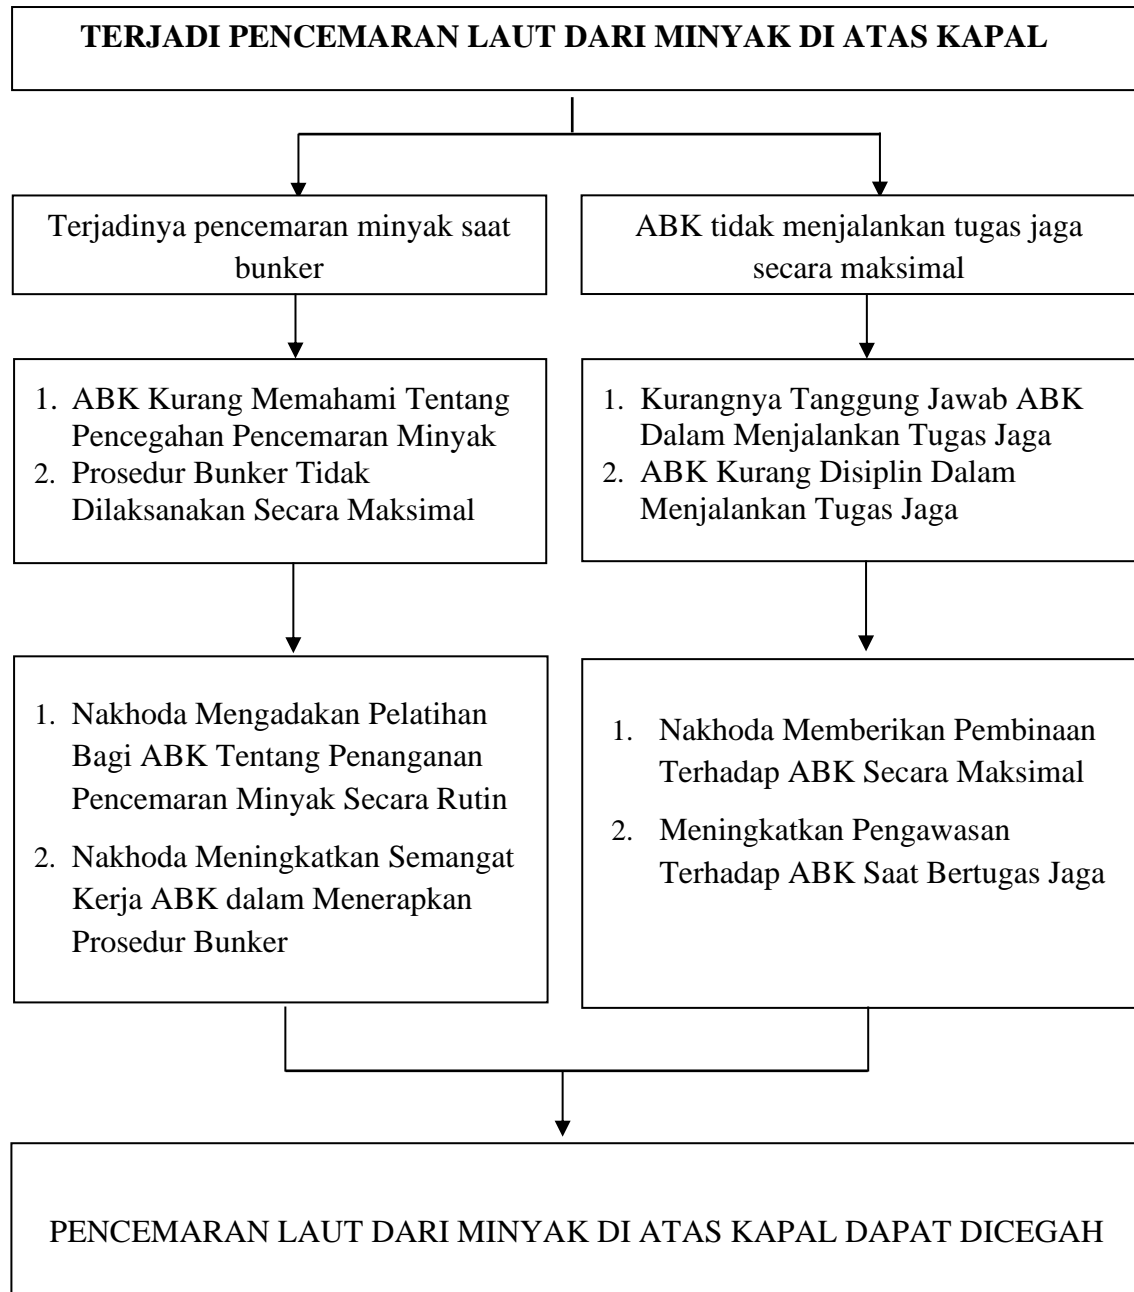 TERJADI PENCEMARAN LAUT DARI MINYAK DI ATAS KAPAL
Terjadinya pencemaran minyak saat
bunker
ABK tidak menjalankan tugas jaga
secara maksimal
1. ABK Kurang Memahami Tentang
Pencegahan Pencemaran Minyak
2. Prosedur Bunker Tidak
Dilaksanakan Secara Maksimal
1. Kurangnya Tanggung Jawab ABK
Dalam Menjalankan Tugas Jaga
2. ABK Kurang Disiplin Dalam
Menjalankan Tugas Jaga
1. Nakhoda Mengadakan Pelatihan
Bagi ABK Tentang Penanganan
Pencemaran Minyak Secara Rutin
2. Nakhoda Meningkatkan Semangat
Kerja ABK dalam Menerapkan
Prosedur Bunker
1. Nakhoda Memberikan Pembinaan
Terhadap ABK Secara Maksimal
2. Meningkatkan Pengawasan
Terhadap ABK Saat Bertugas Jaga
PENCEMARAN LAUT DARI MINYAK DI ATAS KAPAL DAPAT DICEGAH